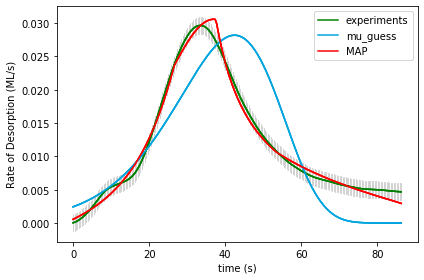 experiments
mu_guess
MAP
0.030
0.025
0.020
0.015
0.010
0.005
0.000
Rate of Desorption (ML/s)
0 20 40 60 80
time (s)